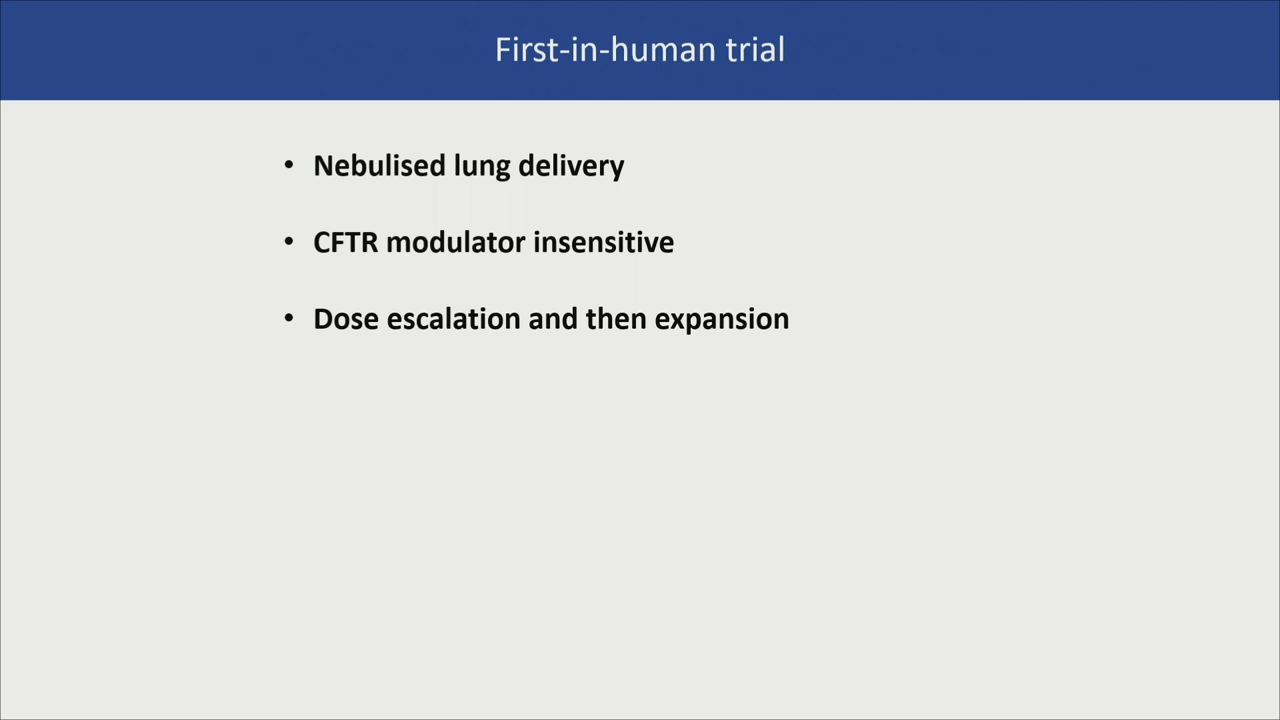 First-in-human trial
• Nebulised lung delivery
• CFTR modulator insensitive
• Dose escalation and then expansion